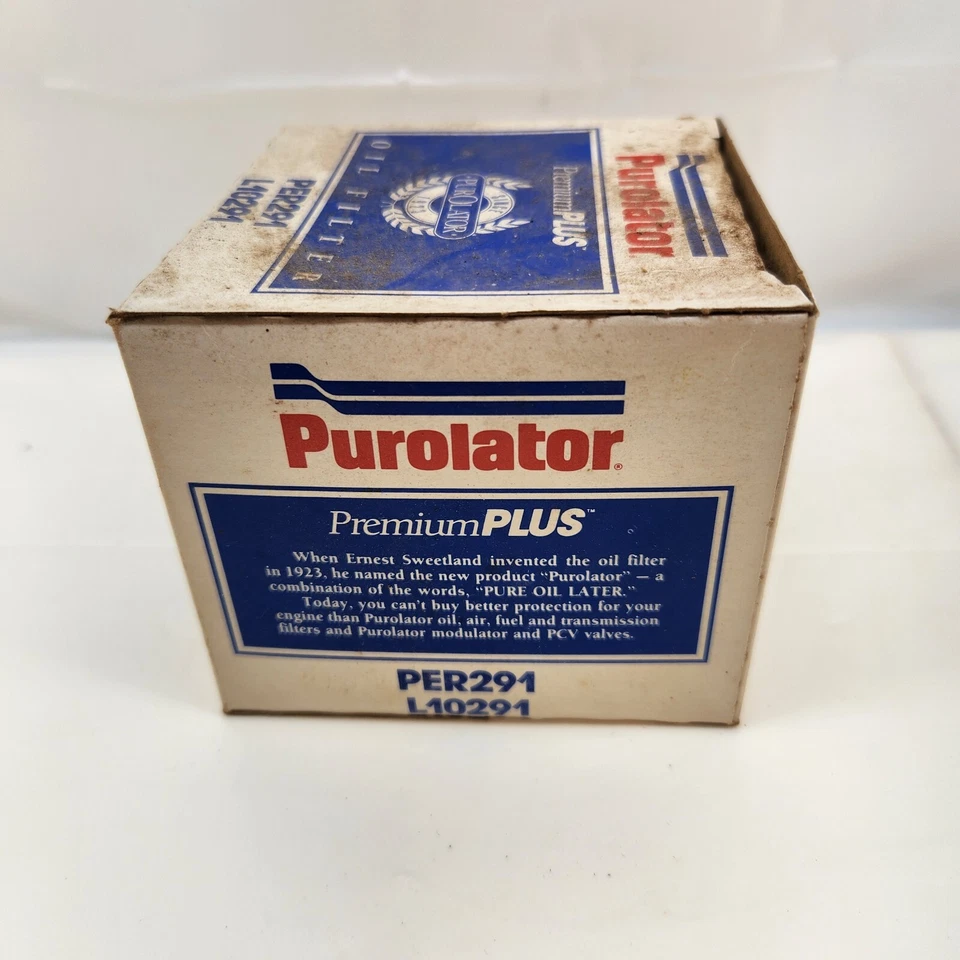 Purolator
PremiumPLUS
PUROLATOR
OIL FILTER
PER291
L10291
Purolator®
PremiumPLUS™
When Ernest Sweetland invented the oil filter
in 1923, he named the new product "Purolator" — a
combination of the words, "PURE OIL LATER."
Today, you can't buy better protection for your
engine than Purolator oil, air, fuel and transmission
filters and Purolator modulator and PCV valves.
PER291
L10291